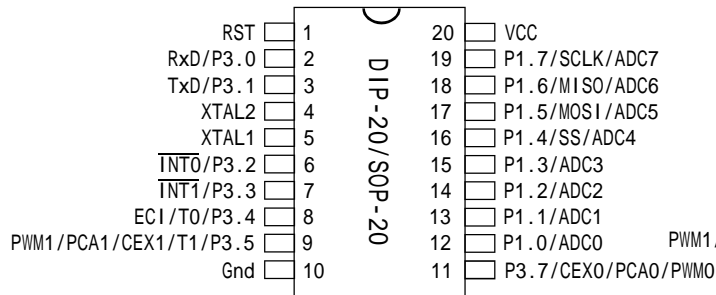 RST 1 20 VCC
RxD/P3.0 2 19 P1.7/SCLK/ADC7
TxD/P3.1 3 18 P1.6/MISO/ADC6
XTAL2 4 17 P1.5/MOSI/ADC5
XTAL1 5 16 P1.4/SS/ADC4
INT0/P3.2 6 15 P1.3/ADC3
INT1/P3.3 7 14 P1.2/ADC2
ECI/T0/P3.4 8 13 P1.1/ADC1
PWM1/PCA1/CEX1/T1/P3.5 9 12 P1.0/ADC0 PWM1/
Gnd 10 11 P3.7/CEX0/PCA0/PWM0
DIP-20/SOP-20